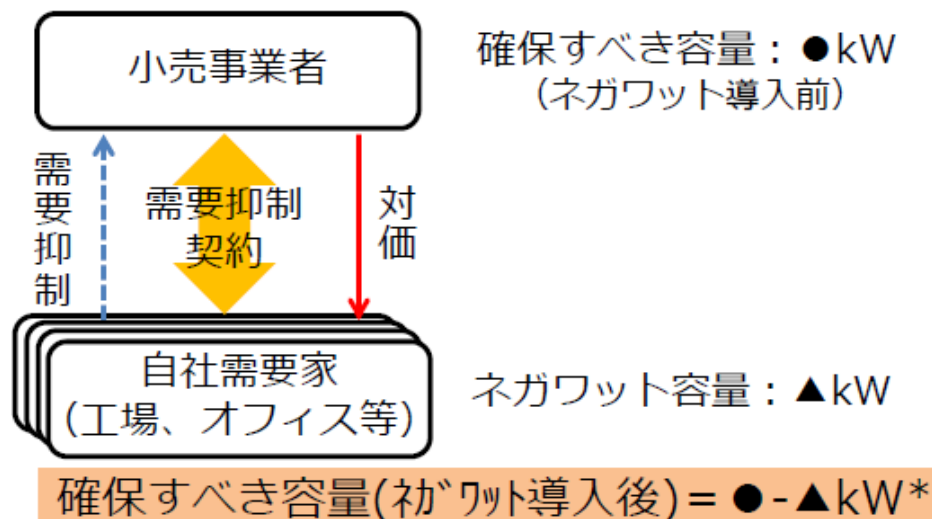 小売事業者
確保すべき容量：●kW
（ネガワット導入前）
需要抑制
需要抑制
契約
対価
自社需要家
（工場、オフィス等）
ネガワット容量：▲kW
確保すべき容量(ﾈｶﾞﾜｯﾄ導入後)＝●-▲kW*